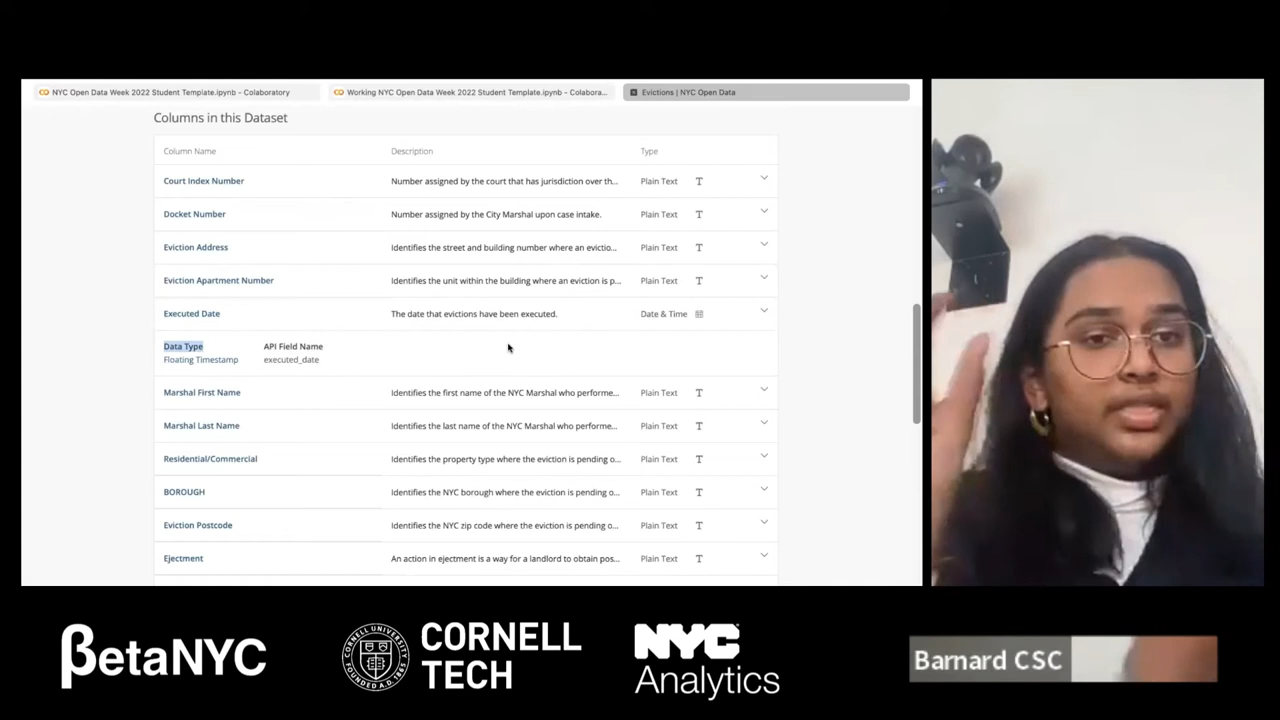 NYC Open Data Week 2022 Student Template.ipynb - Colaboratory
Working NYC Open Data Week 2022 Student Template.ipynb - Colabora...
Evictions | NYC Open Data
Columns in this Dataset
Column Name Description Type
Court Index Number Number assigned by the court that has jurisdiction over th... Plain Text T
Docket Number Number assigned by the City Marshal upon case intake. Plain Text T
Eviction Address Identifies the street and building number where an evictio... Plain Text T
Eviction Apartment Number Identifies the unit within the building where an eviction is p... Plain Text T
Executed Date The date that evictions have been executed. Date & Time
Data Type API Field Name
Floating Timestamp executed_date
Marshal First Name Identifies the first name of the NYC Marshal who performe... Plain Text T
Marshal Last Name Identifies the last name of the NYC Marshal who performe... Plain Text T
Residential/Commercial Identifies the property type where the eviction is pending o... Plain Text T
BOROUGH Identifies the NYC borough where the eviction is pending o... Plain Text T
Eviction Postcode Identifies the NYC zip code where the eviction is pending o... Plain Text T
Ejectment An action in ejectment is a way for a landlord to obtain pos... Plain Text T
βetaNYC
CORNELL
TECH
NYC
Analytics
Barnard CSC